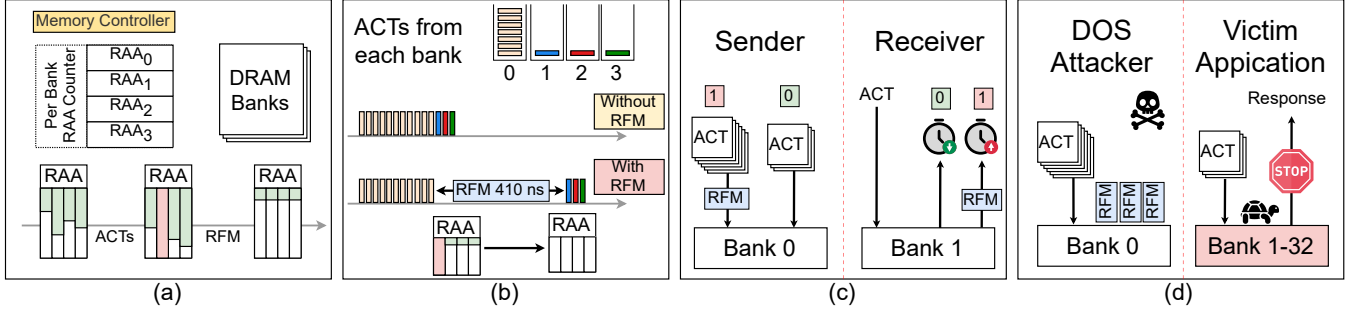 Memory Controller
Per Bank
RAA Counter
RAA0
RAA1
RAA2
RAA3
DRAM
Banks
RAA
RAA
RAA
ACTs
RFM
(a)
ACTs from
each bank
0
1
2
3
Without
RFM
With
RFM
RFM 410 ns
RAA
RAA
(b)
Sender
Receiver
1
0
ACT
ACT
RFM
Bank 0
ACT
0
1
RFM
Bank 1
(c)
DOS
Attacker
ACT
RFM
RFM
RFM
Bank 0
Victim
Appication
Response
ACT
STOP
Bank 1-32
(d)